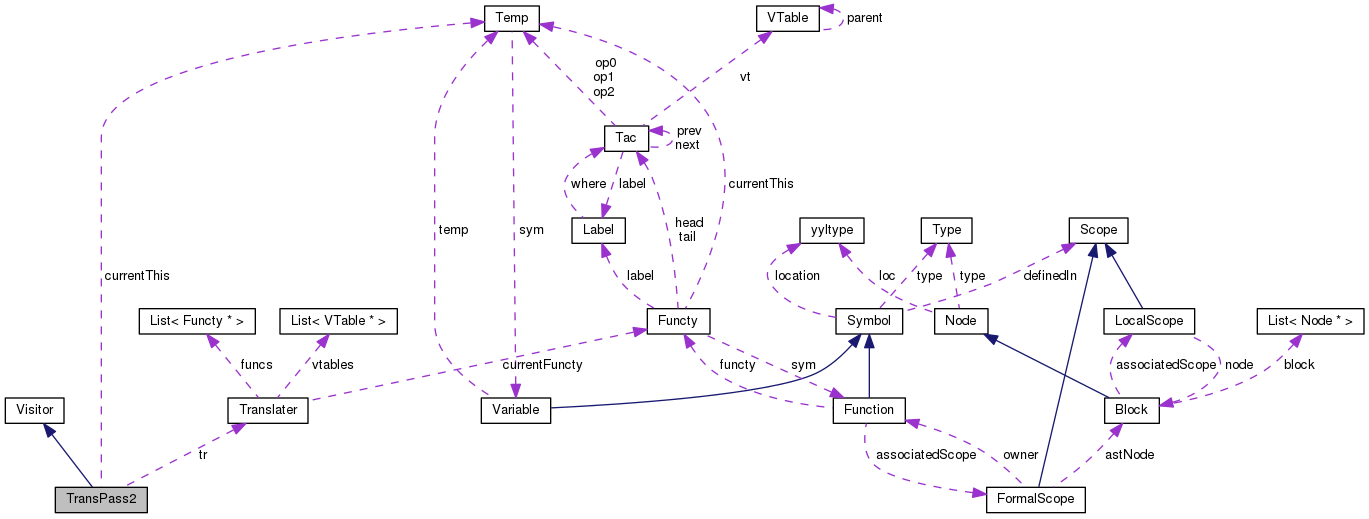 Temp
VTable
parent
op0
op1
op2
vt
Tac
prev
next
where
label
currentThis
temp
sym
Label
head
tail
yyltype
Type
Scope
currentThis
label
location
loc
type
type
definedIn
List< Functy * >
List< VTable * >
Functy
Symbol
Node
LocalScope
List< Node * >
funcs
vtables
currentFuncty
functy
sym
associatedScope
node
block
Visitor
Translater
Variable
Function
Block
tr
associatedScope
owner
astNode
TransPass2
FormalScope